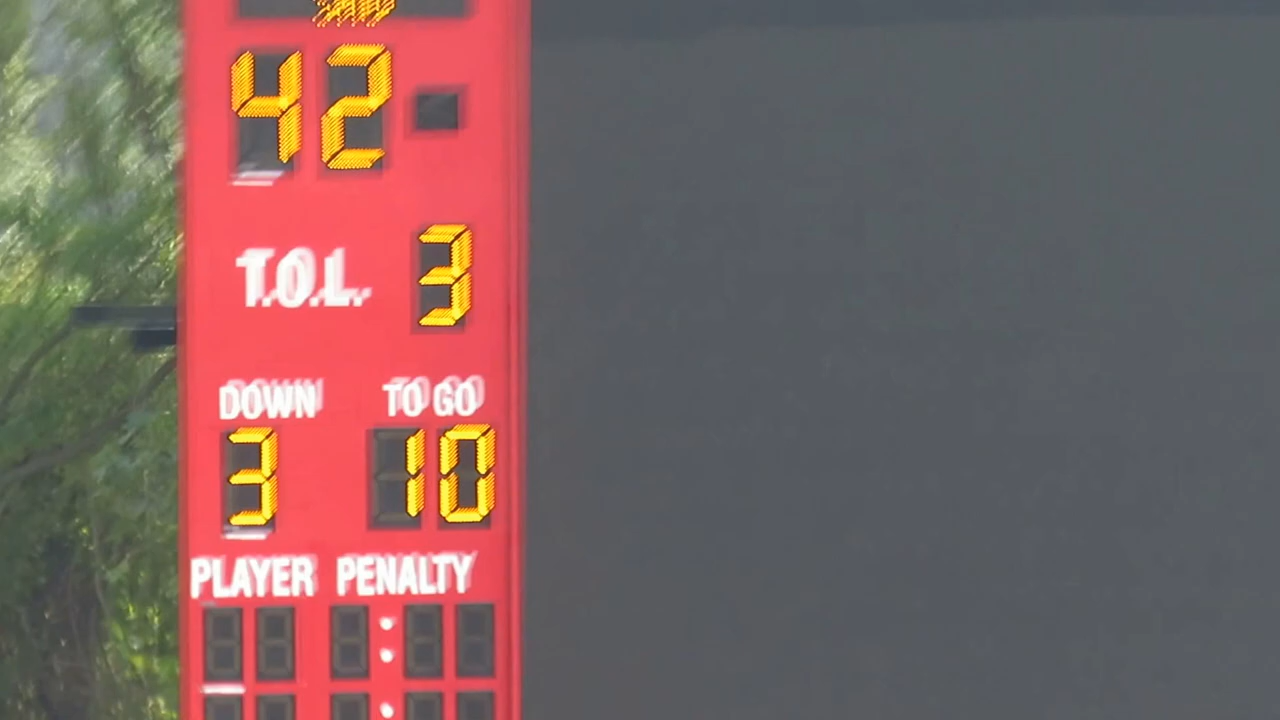 42
T.O.L. 3
DOWN TO GO
3 10
PLAYER PENALTY